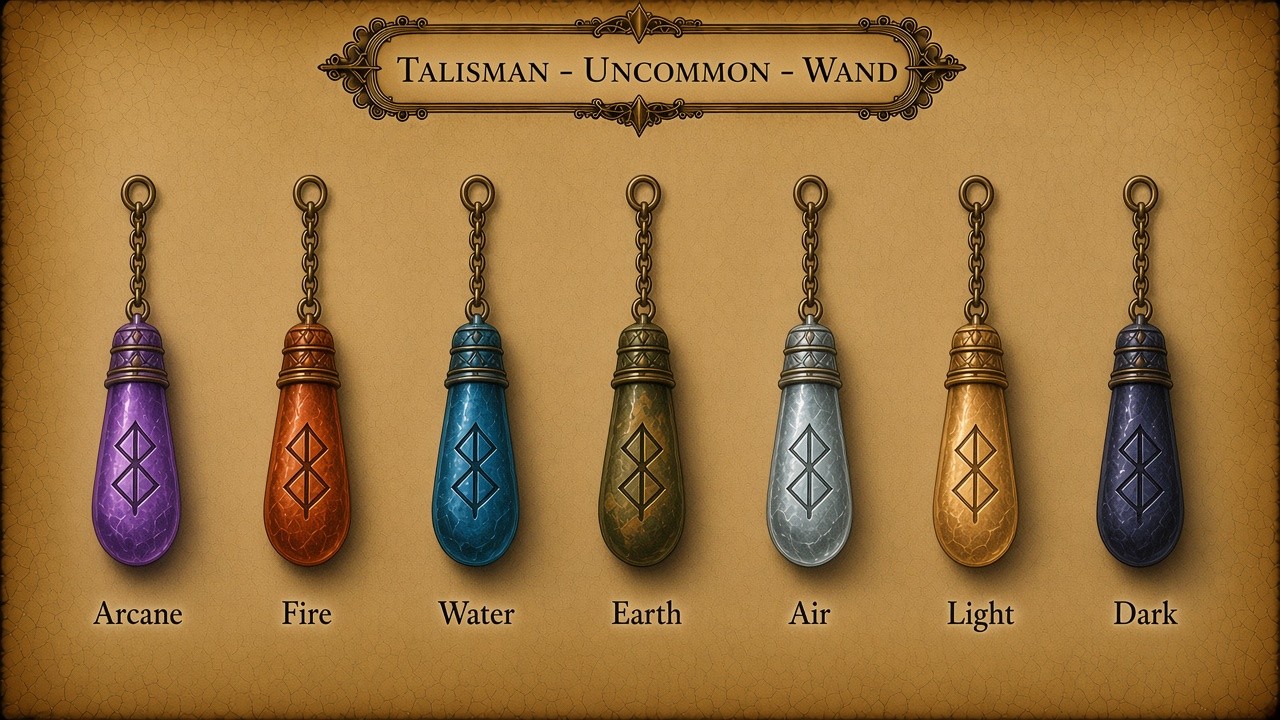 Talisman - Uncommon - Wand
Arcane
Fire
Water
Earth
Air
Light
Dark